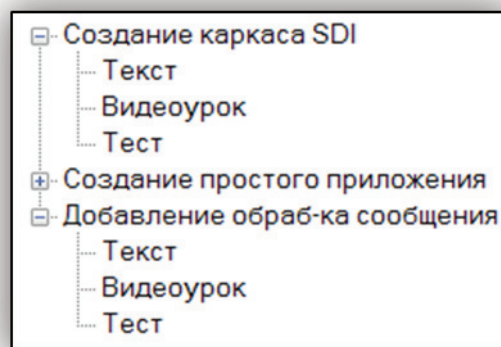 Создание каркаса SDI
Текст
Видеоурок
Тест
Создание простого приложения
Добавление обраб-ка сообщения
Текст
Видеоурок
Тест